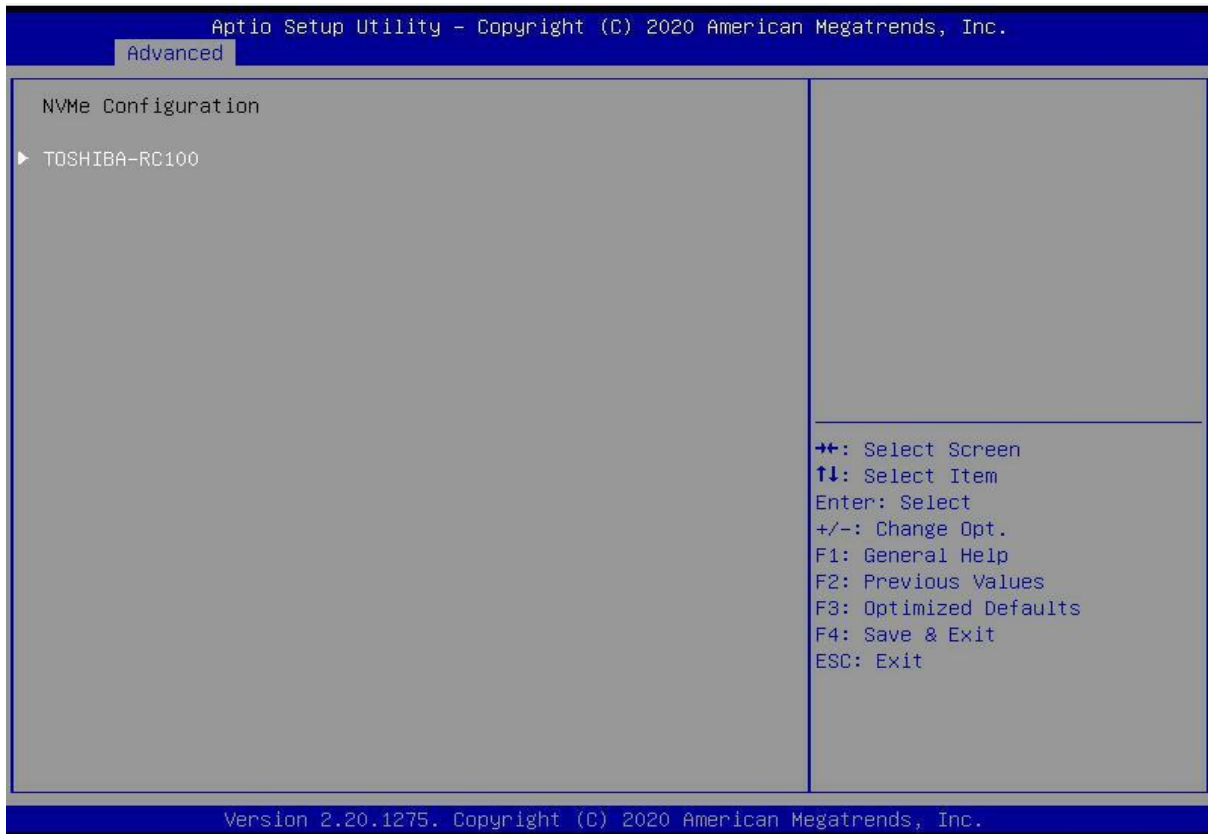 Aptio Setup Utility – Copyright (C) 2020 American Megatrends, Inc.
Advanced
NVMe Configuration
▶ TOSHIBA-RC100
→←: Select Screen
↑↓: Select Item
Enter: Select
+/-: Change Opt.
F1: General Help
F2: Previous Values
F3: Optimized Defaults
F4: Save & Exit
ESC: Exit
Version 2.20.1275. Copyright (C) 2020 American Megatrends, Inc.